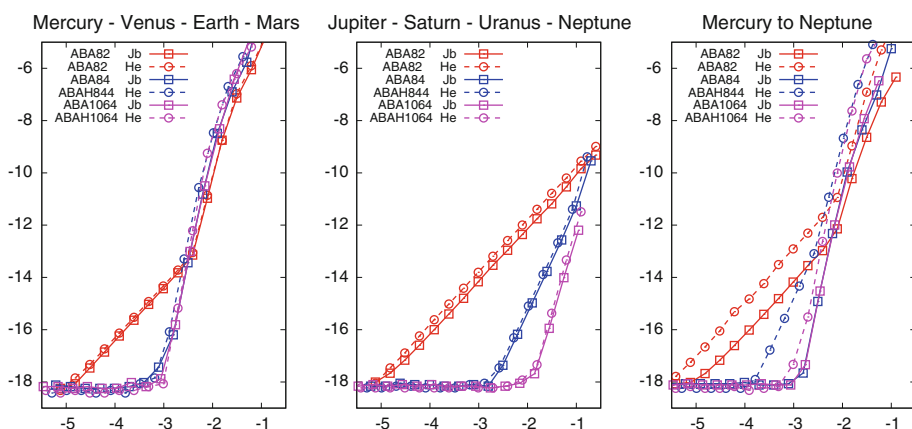 Mercury - Venus - Earth - Mars
ABA82 Jb
ABA82 He
ABA84 Jb
ABAH844 He
ABA1064 Jb
ABAH1064 He
-6
-8
-10
-12
-14
-16
-18
-5 -4 -3 -2 -1
Jupiter - Saturn - Uranus - Neptune
ABA82 Jb
ABA82 He
ABA84 Jb
ABAH844 He
ABA1064 Jb
ABAH1064 He
-6
-8
-10
-12
-14
-16
-18
-5 -4 -3 -2 -1
Mercury to Neptune
ABA82 Jb
ABA82 He
ABA84 Jb
ABAH844 He
ABA1064 Jb
ABAH1064 He
-6
-8
-10
-12
-14
-16
-18
-5 -4 -3 -2 -1